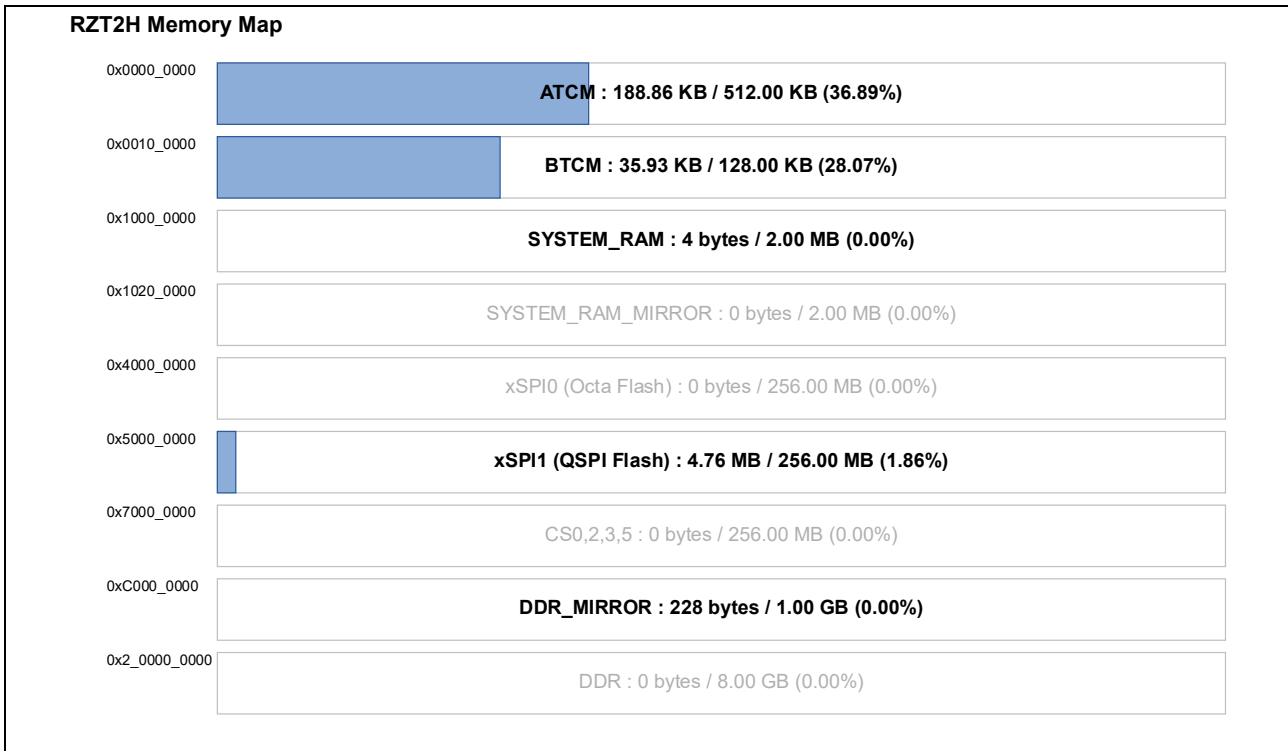 RZT2H Memory Map
0x0000_0000
ATCM : 188.86 KB / 512.00 KB (36.89%)
0x0010_0000
BTCM : 35.93 KB / 128.00 KB (28.07%)
0x1000_0000
SYSTEM_RAM : 4 bytes / 2.00 MB (0.00%)
0x1020_0000
SYSTEM_RAM_MIRROR : 0 bytes / 2.00 MB (0.00%)
0x4000_0000
xSPI0 (Octa Flash) : 0 bytes / 256.00 MB (0.00%)
0x5000_0000
xSPI1 (QSPI Flash) : 4.76 MB / 256.00 MB (1.86%)
0x7000_0000
CS0,2,3,5 : 0 bytes / 256.00 MB (0.00%)
0xC000_0000
DDR_MIRROR : 228 bytes / 1.00 GB (0.00%)
0x2_0000_0000
DDR : 0 bytes / 8.00 GB (0.00%)